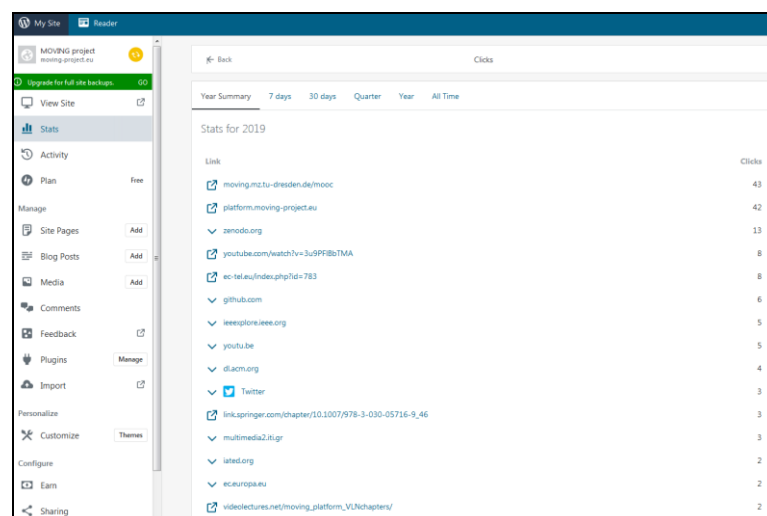 My Site Reader
MOVING project
moving-project.eu
Upgrade for full site backups. GO
View Site
Stats
Activity
Plan Free
Manage
Site Pages Add
Blog Posts Add
Media Add
Comments
Feedback
Plugins Manage
Import
Personalize
Customize Themes
Configure
Earn
Sharing
Back Clicks
Year Summary 7 days 30 days Quarter Year All Time
Stats for 2019
Link Clicks
moving.mz.tu-dresden.de/mooc 43
platform.moving-project.eu 42
zenodo.org 13
youtube.com/watch?v=3u9PFl8bTMA 8
ec-tel.eu/index.php?id=783 8
github.com 6
ieeexplore.ieee.org 5
youtu.be 5
dl.acm.org 4
Twitter 3
link.springer.com/chapter/10.1007/978-3-030-05716-9_46 3
multimedia2.iti.gr 3
iated.org 2
ec.europa.eu 2
videolectures.net/moving_platform_VLNchapters/ 2